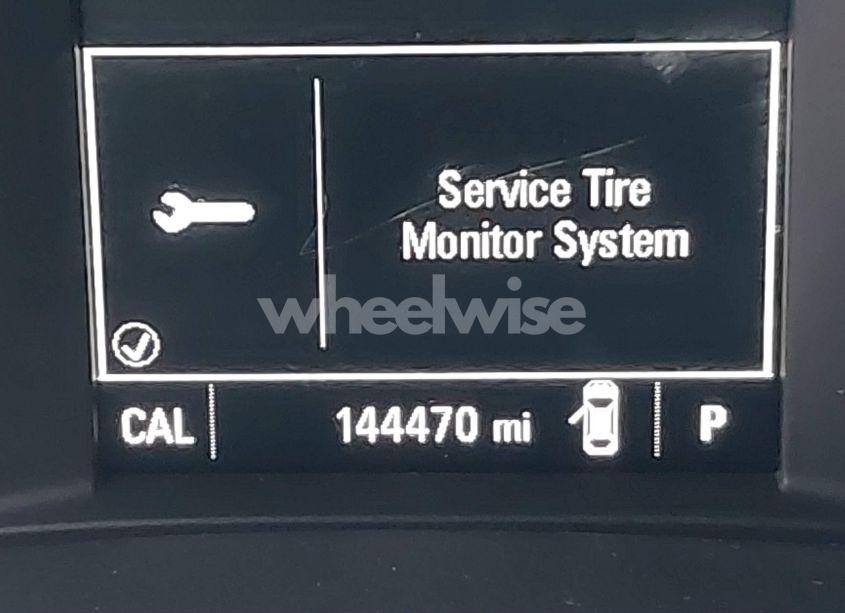 Service Tire
Monitor System
wheelwise
CAL 144470 mi P